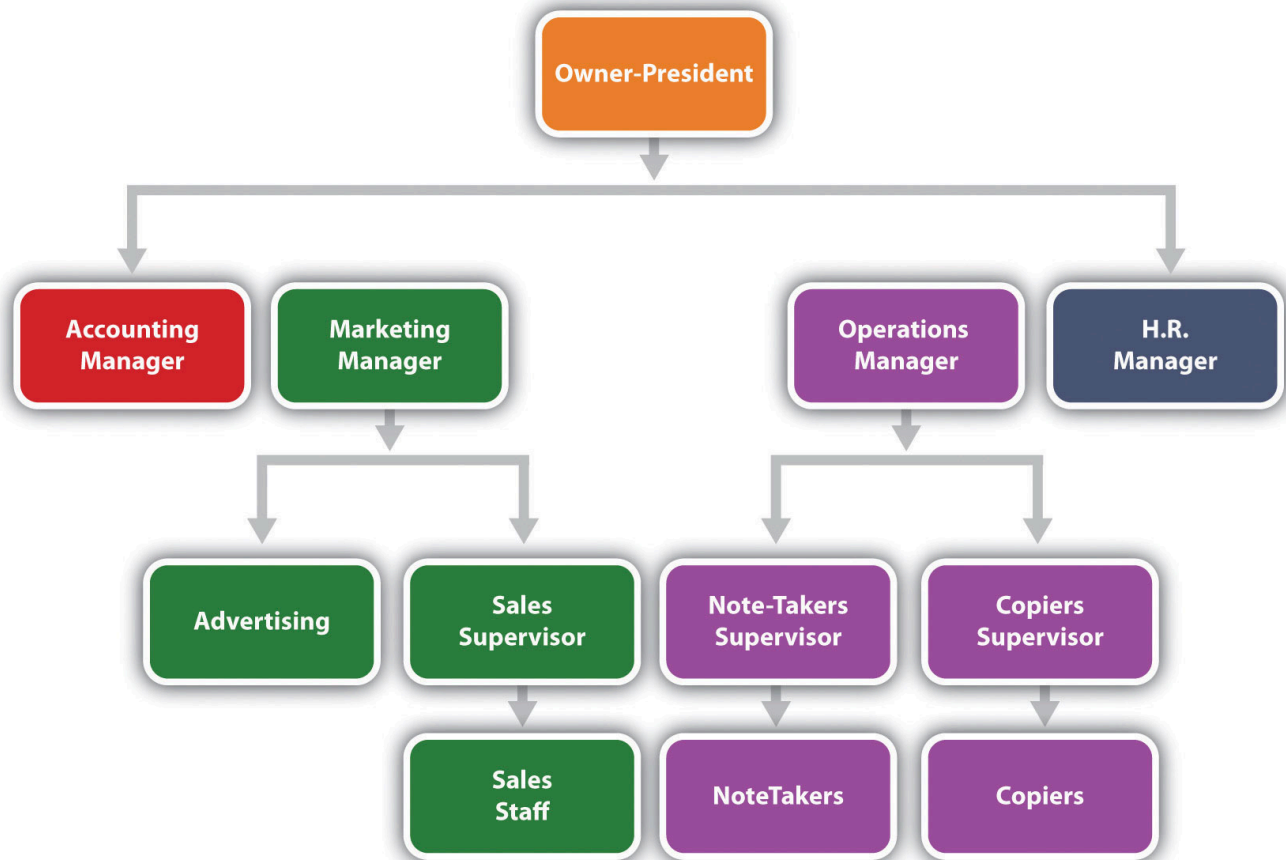 Owner-President
Accounting
Manager
Marketing
Manager
Operations
Manager
H.R.
Manager
Advertising
Sales
Supervisor
Note-Takers
Supervisor
Copiers
Supervisor
Sales
Staff
NoteTakers
Copiers